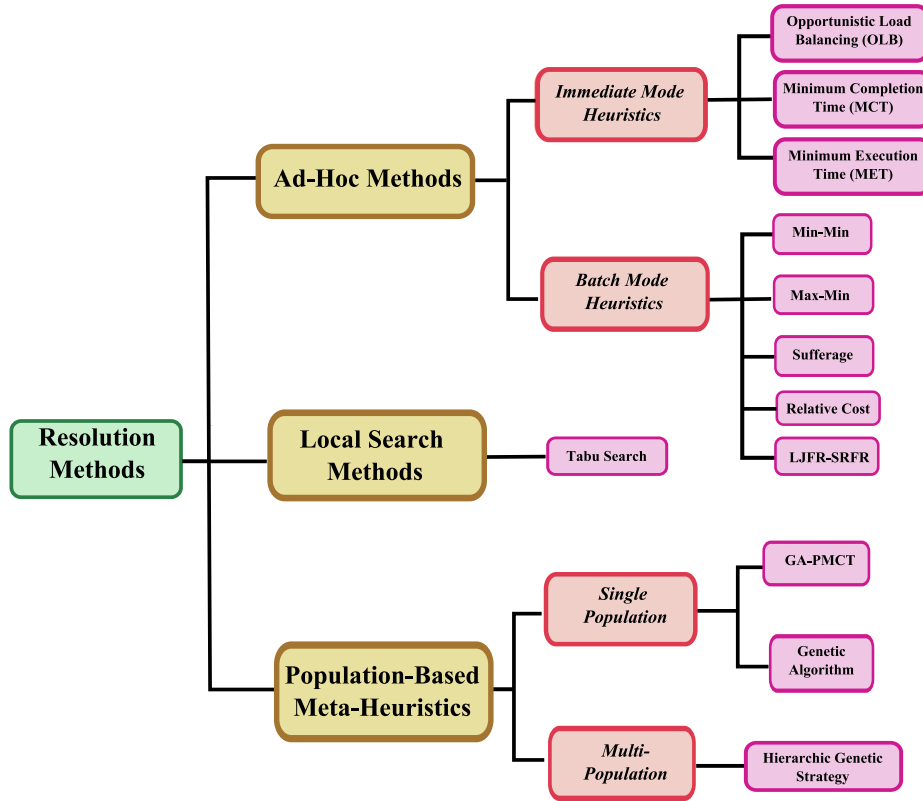 Resolution
Methods
Ad-Hoc Methods
Immediate Mode
Heuristics
Opportunistic Load
Balancing (OLB)
Minimum Completion
Time (MCT)
Minimum Execution
Time (MET)
Batch Mode
Heuristics
Min-Min
Max-Min
Sufferage
Relative Cost
LJFR-SRFR
Local Search
Methods
Tabu Search
Population-Based
Meta-Heuristics
Single
Population
GA-PMCT
Genetic
Algorithm
Multi-
Population
Hierarchic Genetic
Strategy